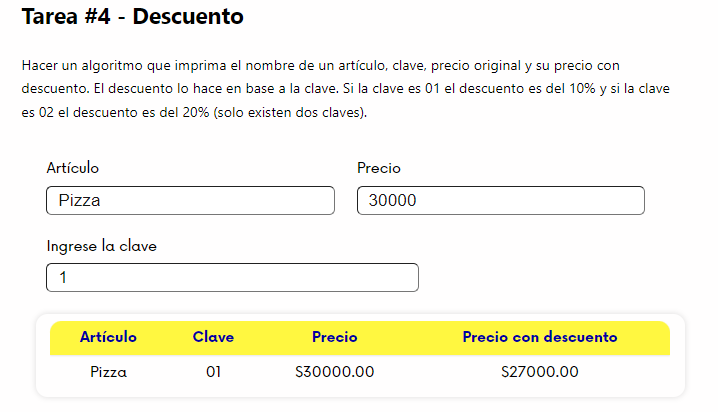 Tarea #4 - Descuento
Hacer un algoritmo que imprima el nombre de un artículo, clave, precio original y su precio con
descuento. El descuento lo hace en base a la clave. Si la clave es 01 el descuento es del 10% y si la clave
es 02 el descuento es del 20% (solo existen dos claves).
Artículo Precio
Pizza 30000
Ingrese la clave
1
Artículo Clave Precio Precio con descuento
Pizza 01 $30000.00 $27000.00